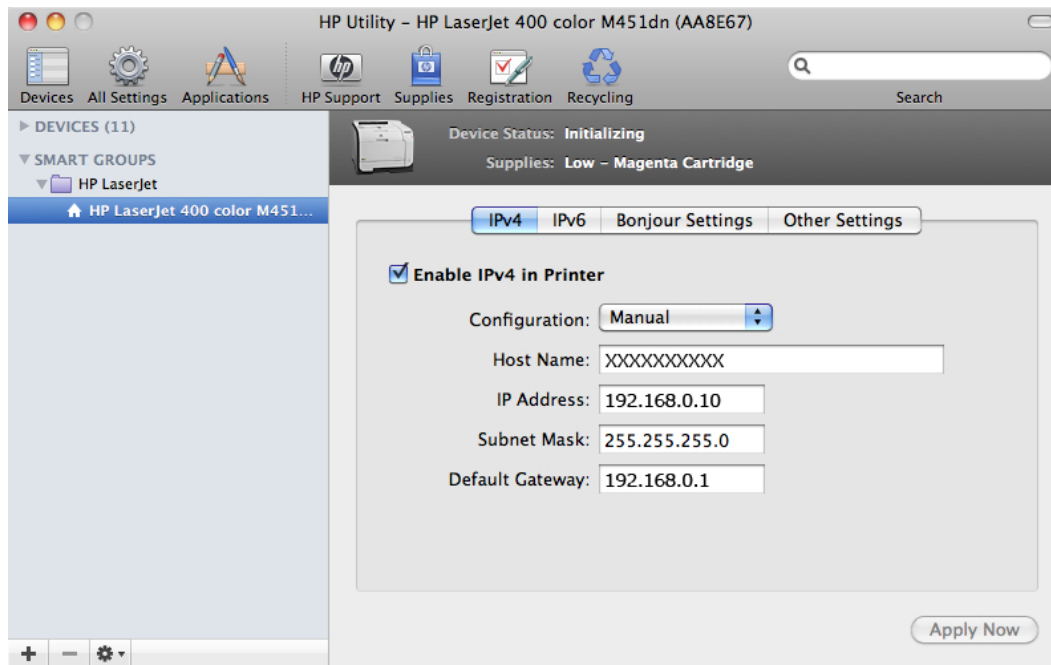 HP Utility – HP LaserJet 400 color M451dn (AA8E67)
Devices All Settings Applications HP Support Supplies Registration Recycling Search
DEVICES (11)
SMART GROUPS
HP LaserJet
HP LaserJet 400 color M451...
Device Status: Initializing
Supplies: Low – Magenta Cartridge
IPv4 IPv6 Bonjour Settings Other Settings
Enable IPv4 in Printer
Configuration: Manual
Host Name: XXXXXXXXXX
IP Address: 192.168.0.10
Subnet Mask: 255.255.255.0
Default Gateway: 192.168.0.1
Apply Now